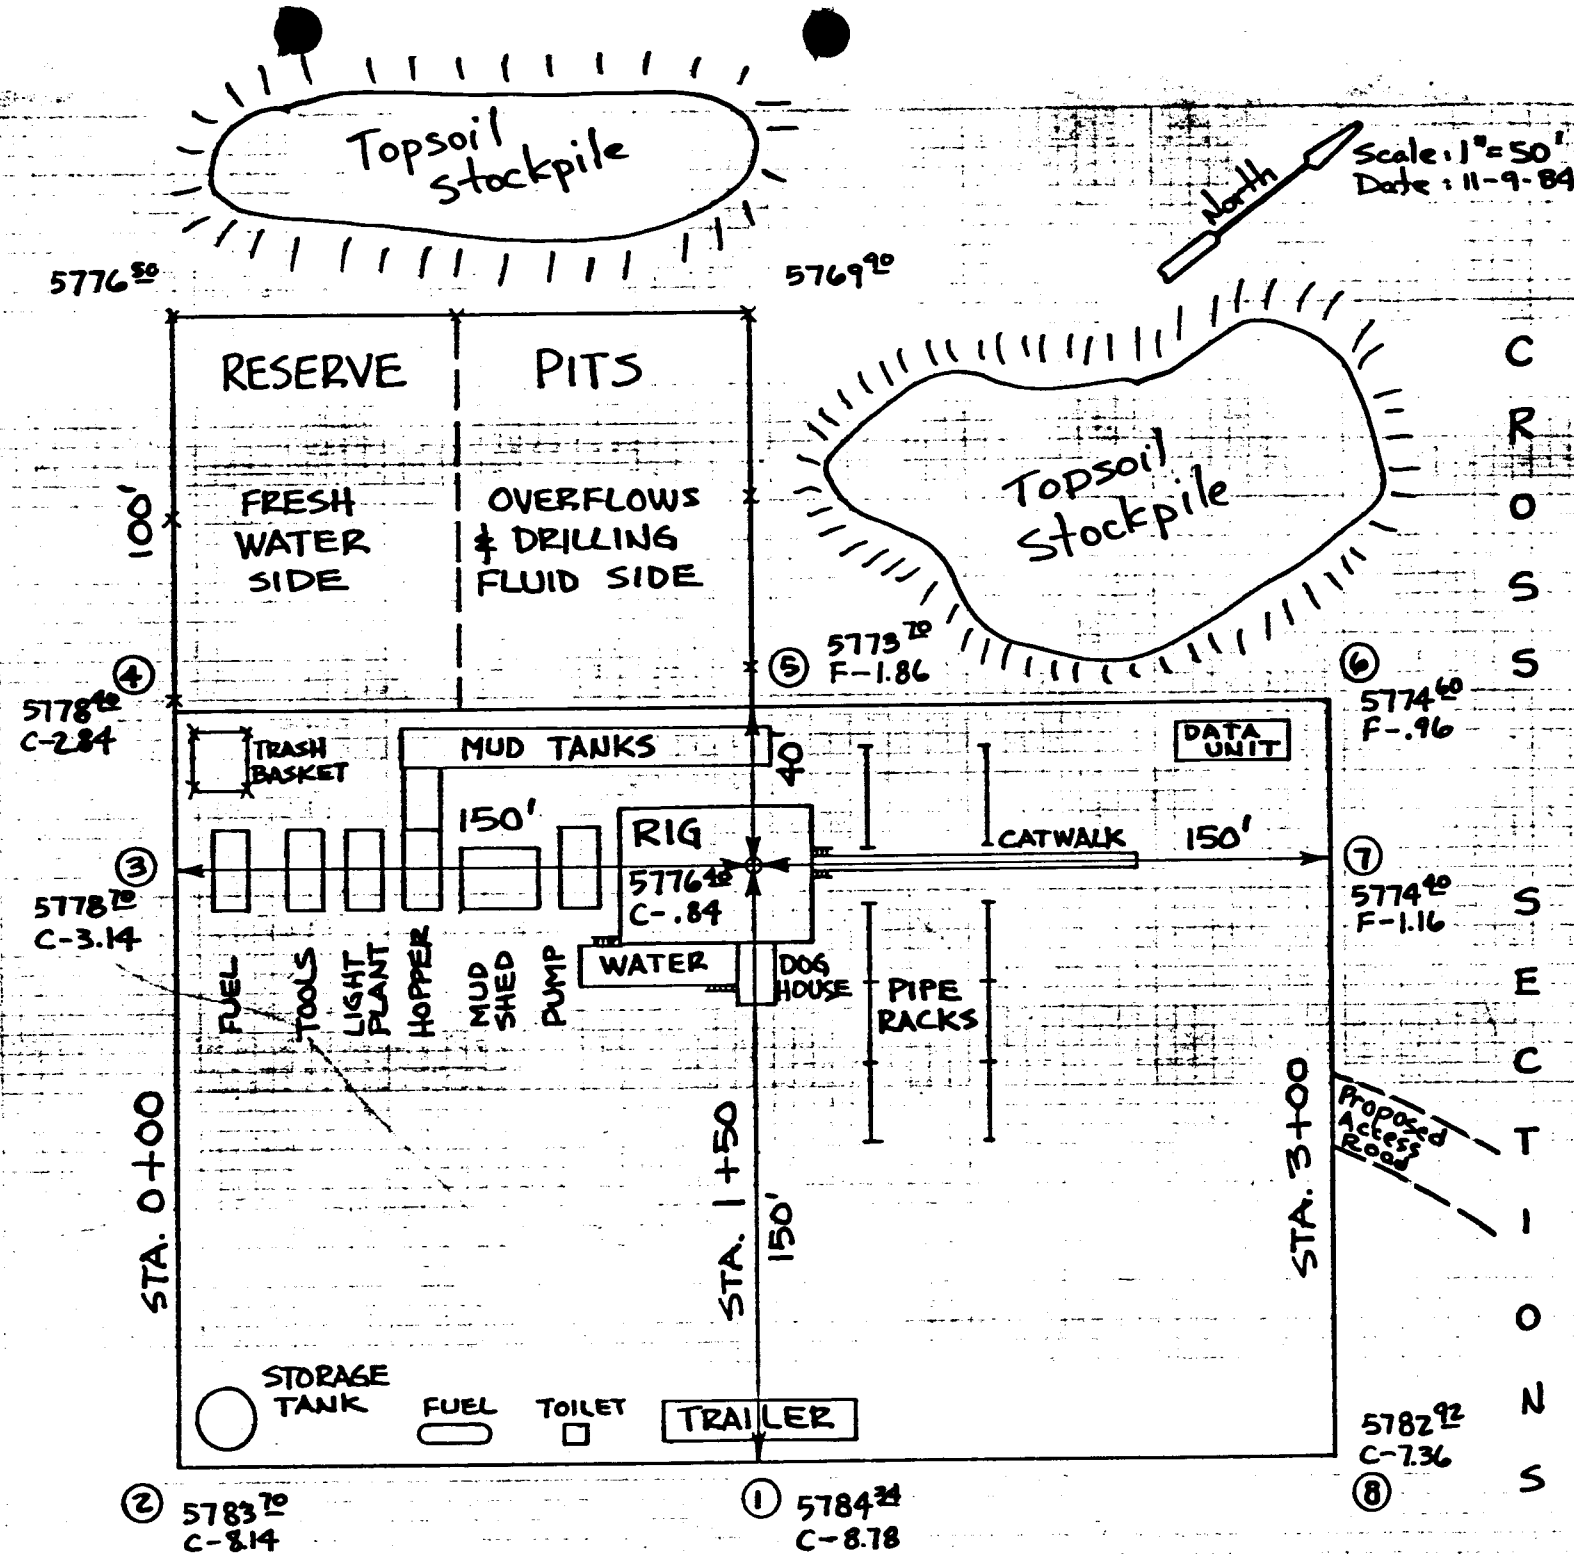 Topsoil
Stockpile
North
Scale: 1" = 50'
Date: 11-9-84
5776 50
5769 90
RESERVE PITS
FRESH
WATER
SIDE
OVERFLOWS
& DRILLING
FLUID SIDE
100'
Topsoil
Stockpile
CROSS SECTIONS
④
5778 40
C-2.84
⑤ 5773 70
F-1.86
⑥
5774 60
F-.96
TRASH
BASKET
MUD TANKS
40'
DATA
UNIT
③
5778 70
C-3.14
150'
RIG
5776 40
C-.84
CATWALK
150'
⑦
5774 40
F-1.16
FUEL
TOOLS
LIGHT
PLANT
HOPPER
MUD
SHED
PUMP
WATER
DOG
HOUSE
PIPE
RACKS
STA. 0+00
STA. 1+50
150'
STA. 3+00
Proposed
Access
Road
STORAGE
TANK
FUEL
TOILET
TRAILER
② 5783 70
C-8.14
① 5784 34
C-8.78
5782 92
C-7.36
⑧